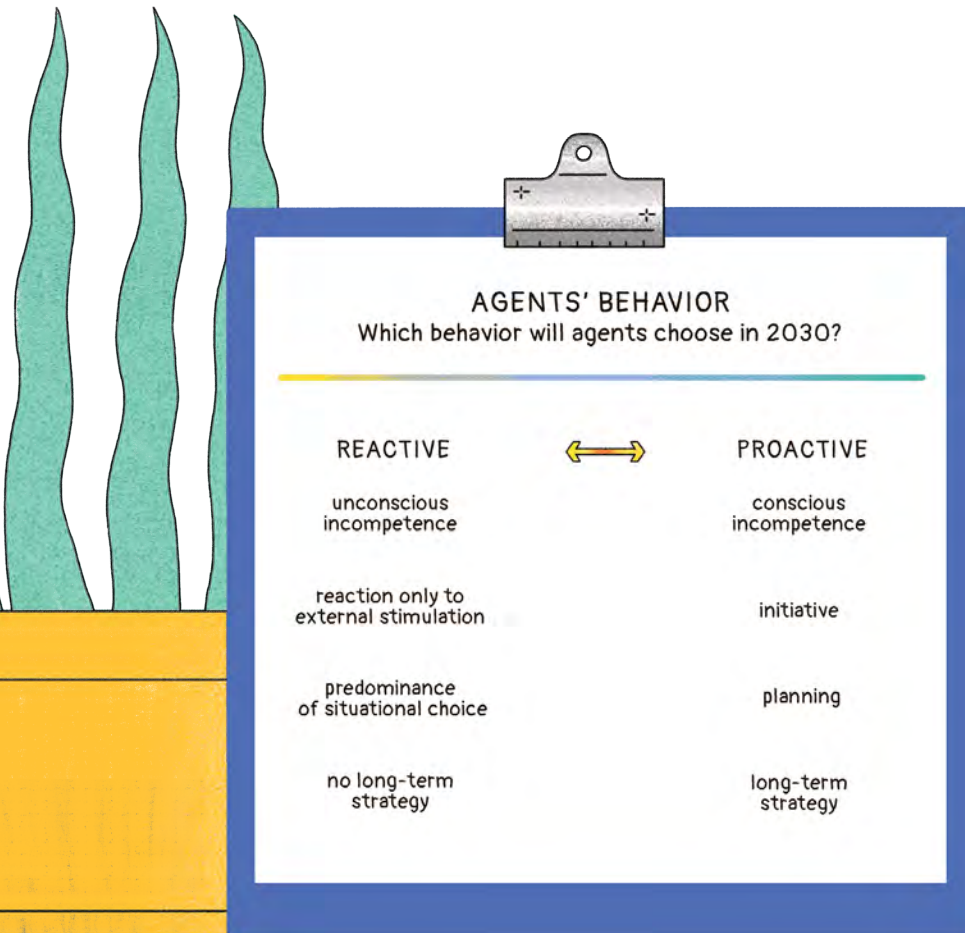 AGENTS' BEHAVIOR
Which behavior will agents choose in 2030?
REACTIVE
PROACTIVE
unconscious
incompetence
conscious
incompetence
reaction only to
external stimulation
initiative
predominance
of situational choice
planning
no long-term
strategy
long-term
strategy